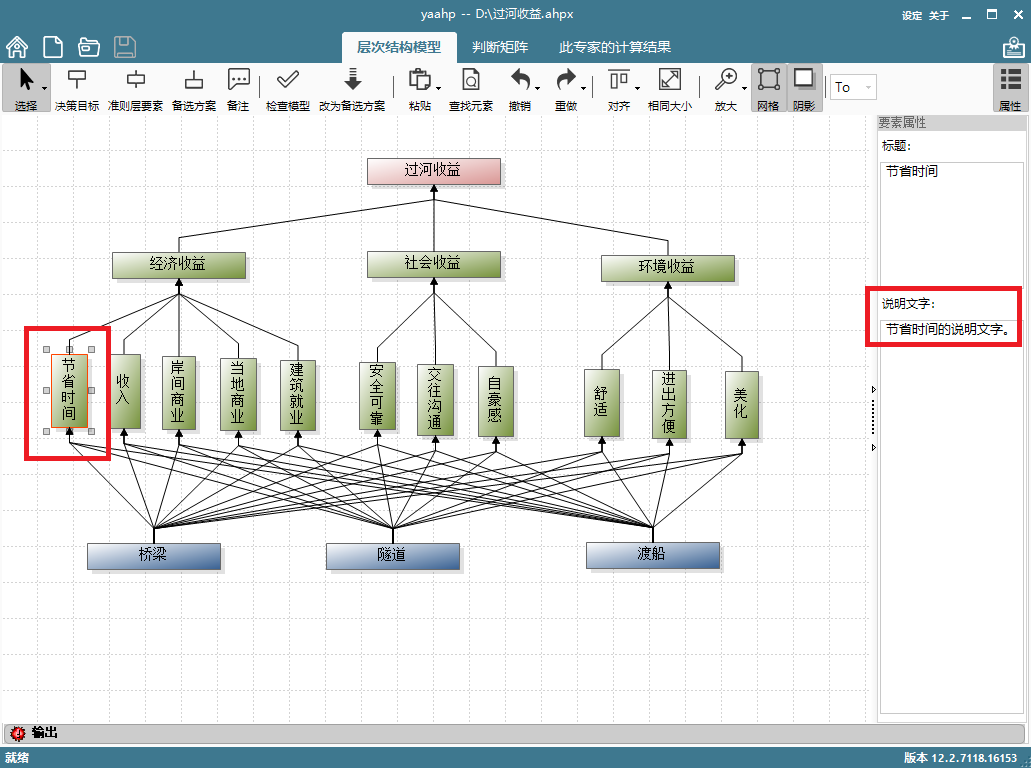 yaahp -- D:\过河收益.ahpx
设定 关于
层次结构模型 判断矩阵 此专家的计算结果
选择 决策目标 准则层要素 备选方案 备注 检查模型 改为备选方案 粘贴 查找元素 撤销 重做 对齐 相同大小 放大 网格 阴影 To 属性
要素属性
标题:
节省时间
说明文字:
节省时间的说明文字。
过河收益
经济收益 社会收益 环境收益
节省时间 收入 岸间商业 当地商业 建筑就业 安全可靠 交往沟通 自豪感 舒适 进出方便 美化
桥梁 隧道 渡船
输出
就绪 版本 12.2.7118.16153